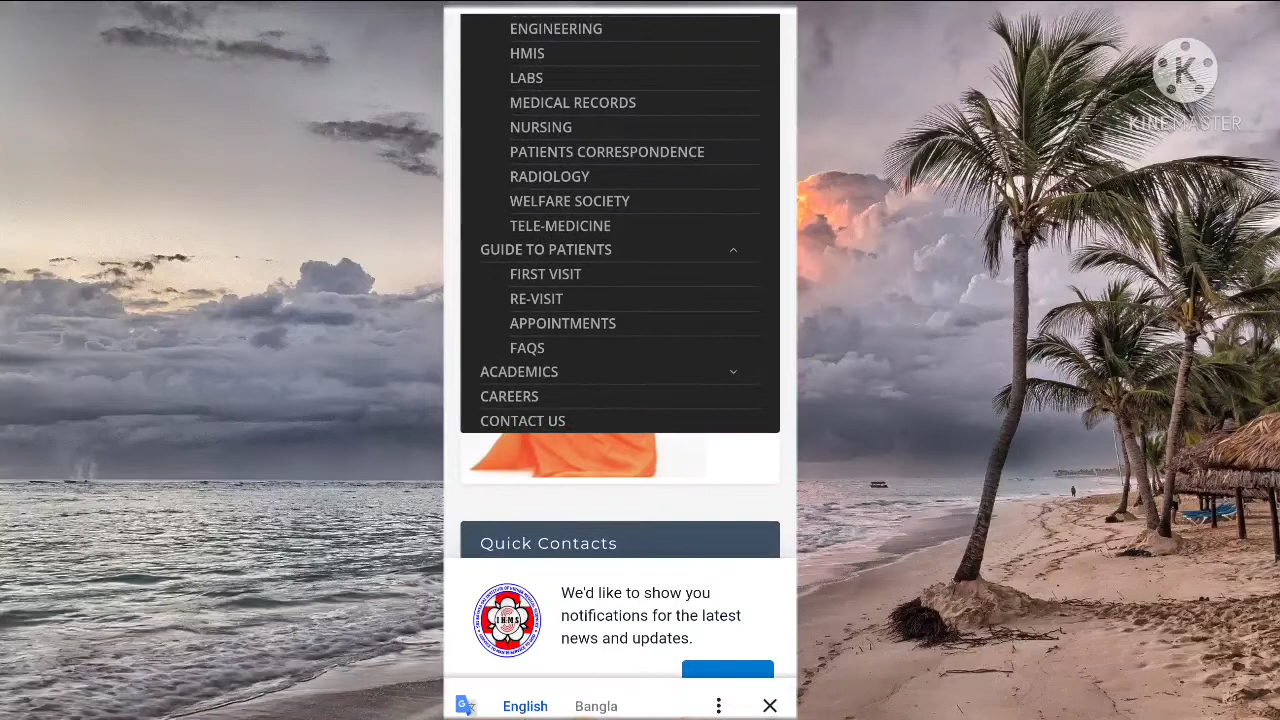 ENGINEERING
HMIS
LABS
MEDICAL RECORDS
NURSING
PATIENTS CORRESPONDENCE
RADIOLOGY
WELFARE SOCIETY
TELE-MEDICINE
GUIDE TO PATIENTS
FIRST VISIT
RE-VISIT
APPOINTMENTS
FAQS
ACADEMICS
CAREERS
CONTACT US
Quick Contacts
We'd like to show you
notifications for the latest
news and updates.
IHMS
English Bangla
K
KINEMASTER